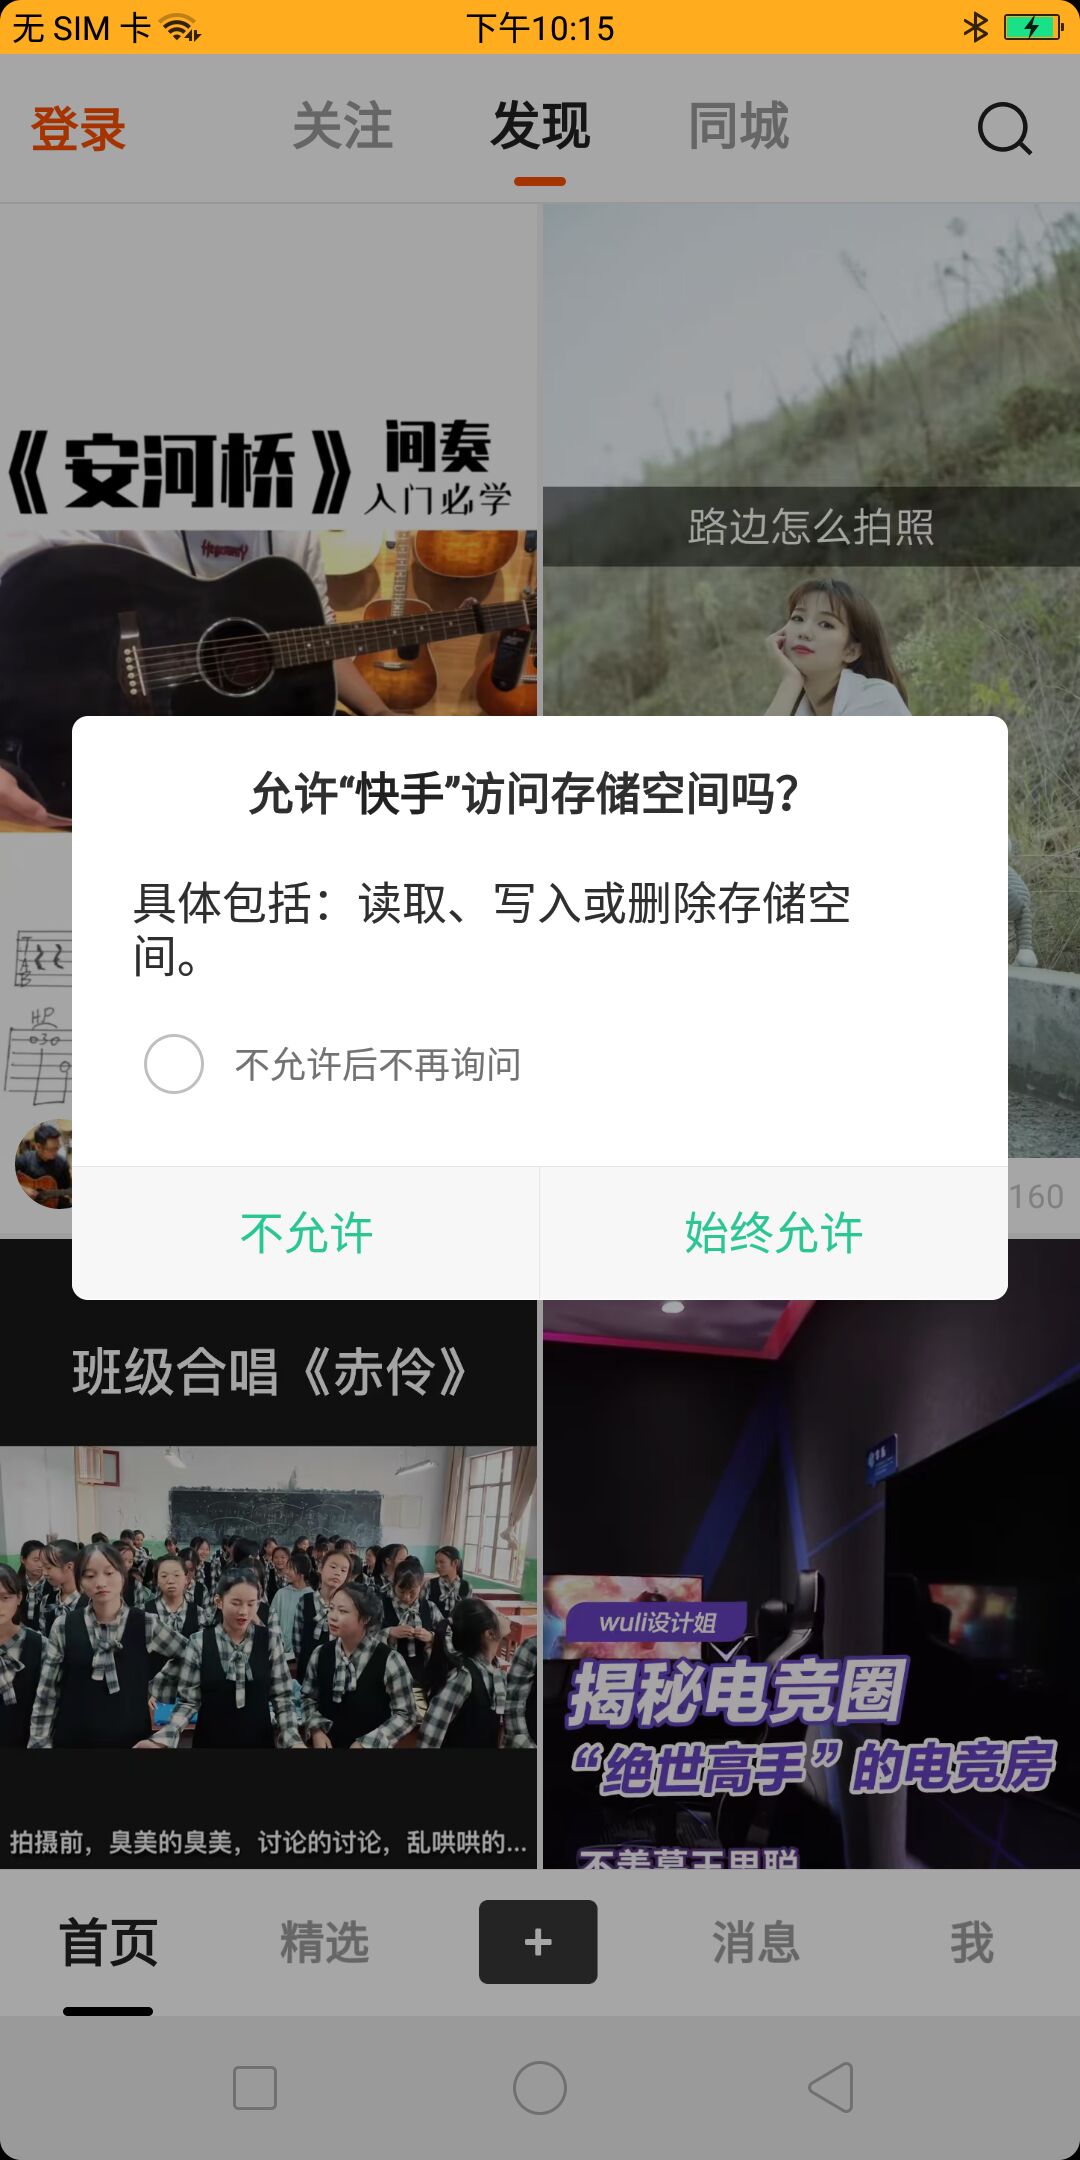 无 SIM 卡
下午10:15
登录
关注
发现
同城
《安河桥》间奏
入门必学
路边怎么拍照
允许“快手”访问存储空间吗？
具体包括：读取、写入或删除存储空
间。
不允许后不再询问
不允许
始终允许
160
班级合唱《赤伶》
wuli设计姐
揭秘电竞圈
“绝世高手”的电竞房
拍摄前，臭美的臭美，讨论的讨论，乱哄哄的...
不羡慕王思聪
首页
精选
+
消息
我